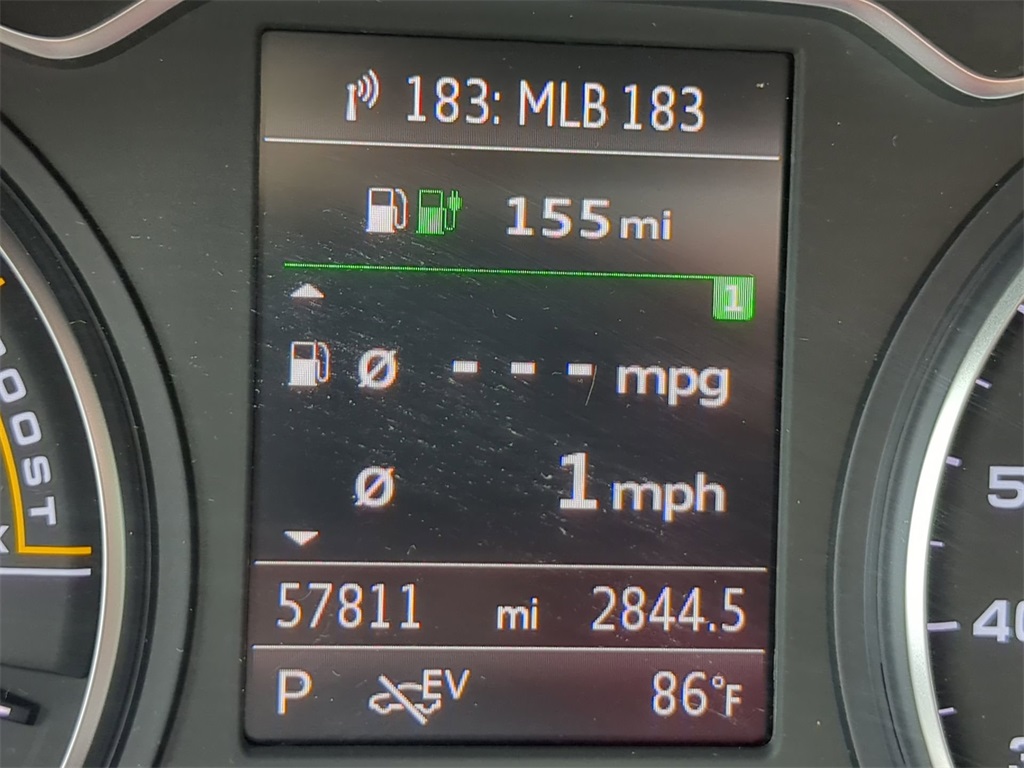 183: MLB 183
155 mi
1
Ø - - - mpg
Ø 1 mph
57811 mi 2844.5
P EV 86°F
OOST
5
40